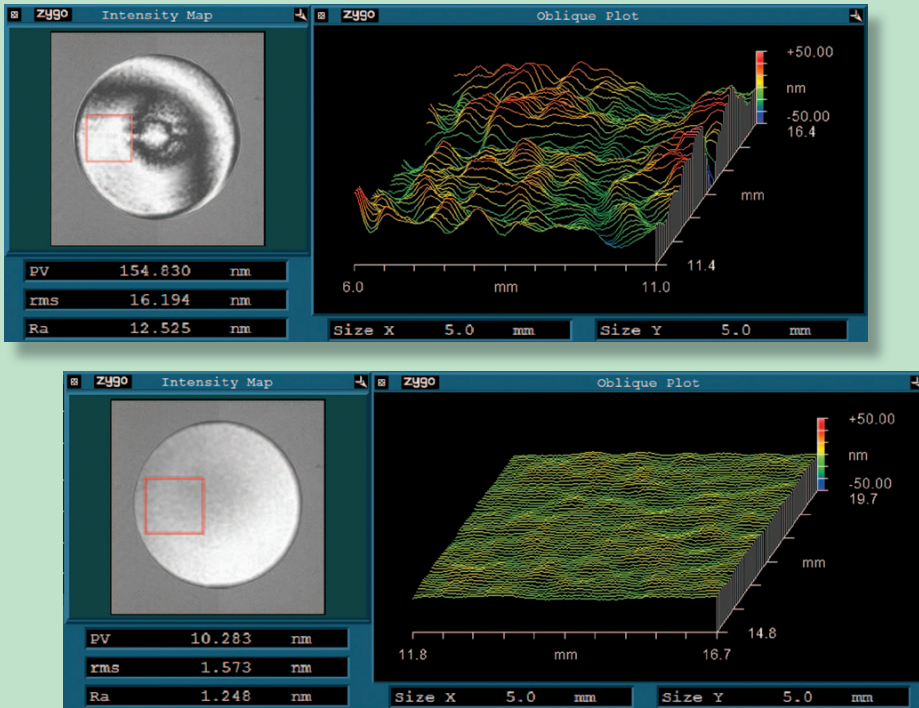 zygo Intensity Map
zygo Oblique Plot
+50.00
nm
-50.00
16.4
mm
11.4
6.0 mm 11.0
PV 154.830 nm
rms 16.194 nm
Ra 12.525 nm
Size X 5.0 mm
Size Y 5.0 mm
zygo Intensity Map
zygo Oblique Plot
+50.00
nm
-50.00
19.7
mm
14.8
11.8 mm 16.7
PV 10.283 nm
rms 1.573 nm
Ra 1.248 nm
Size X 5.0 mm
Size Y 5.0 mm